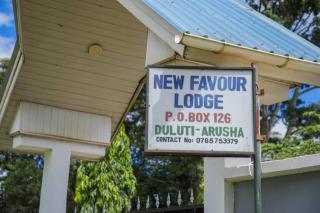 NEW FAVOUR
LODGE
P.O.BOX 126
DULUTI-ARUSHA
CONTACT No: 0765753379